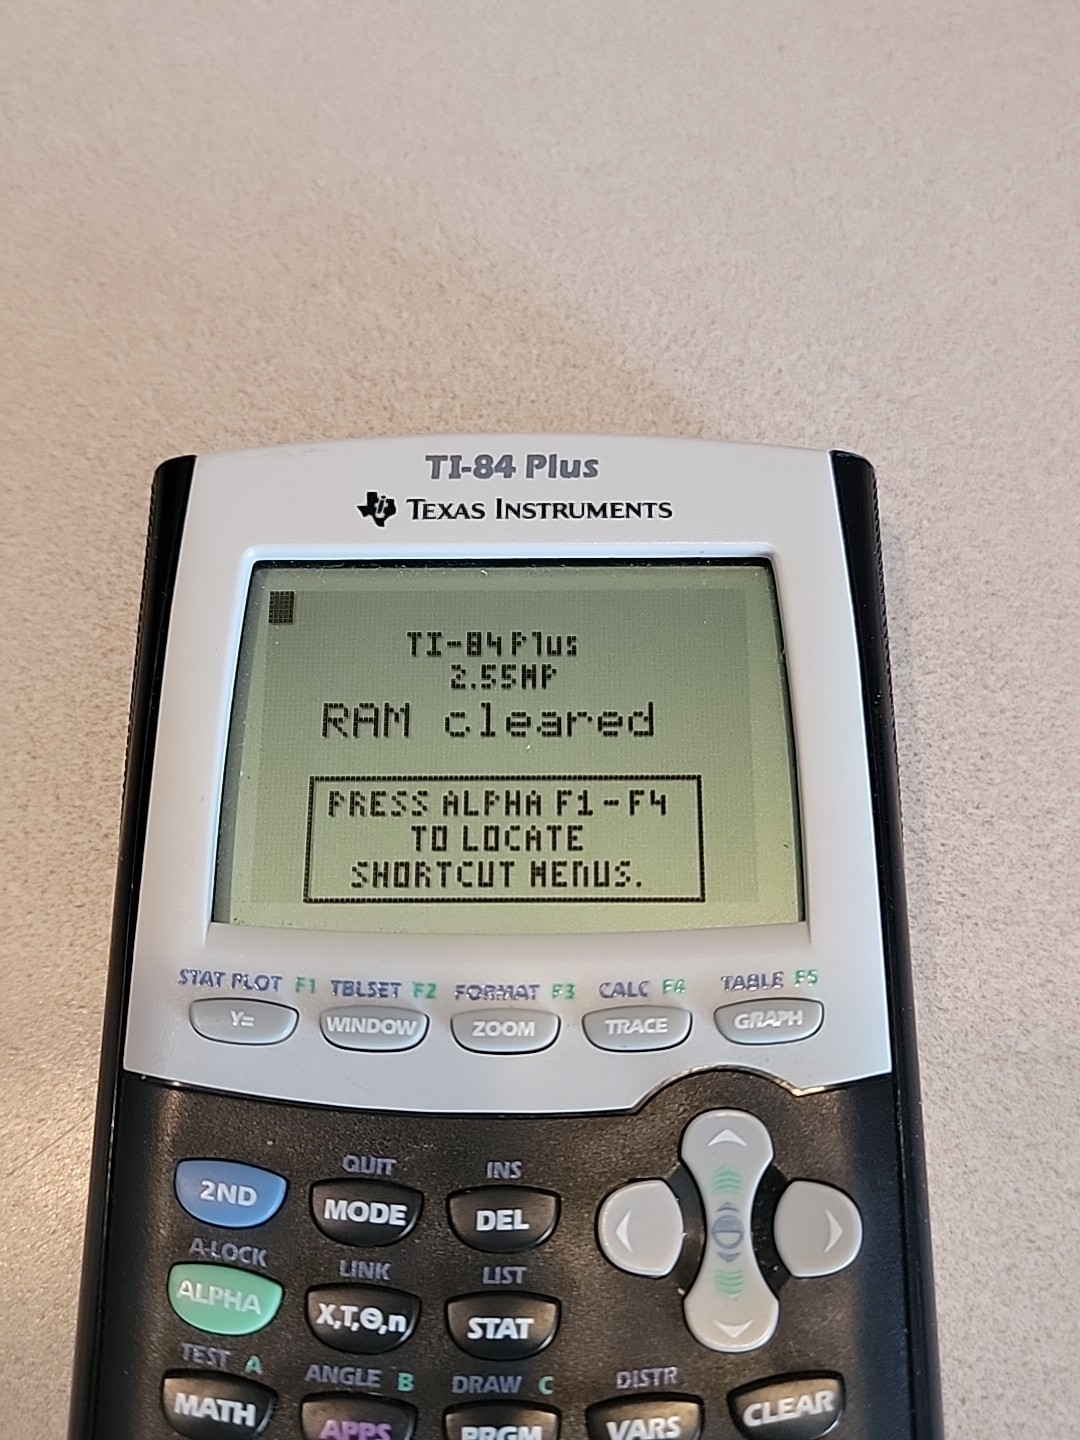 TI-84 Plus
TEXAS INSTRUMENTS
TI-84 Plus
2.55MP
RAM cleared
PRESS ALPHA F1-F4
TO LOCATE
SHORTCUT MENUS.
STAT PLOT F1 TBLSET F2 FORMAT F3 CALC F4 TABLE F5
Y= WINDOW ZOOM TRACE GRAPH
QUIT INS
2ND MODE DEL
A-LOCK LINK LIST
ALPHA X,T,Θ,n STAT
TEST A ANGLE B DRAW C DISTR
MATH APPS PRGM VARS CLEAR